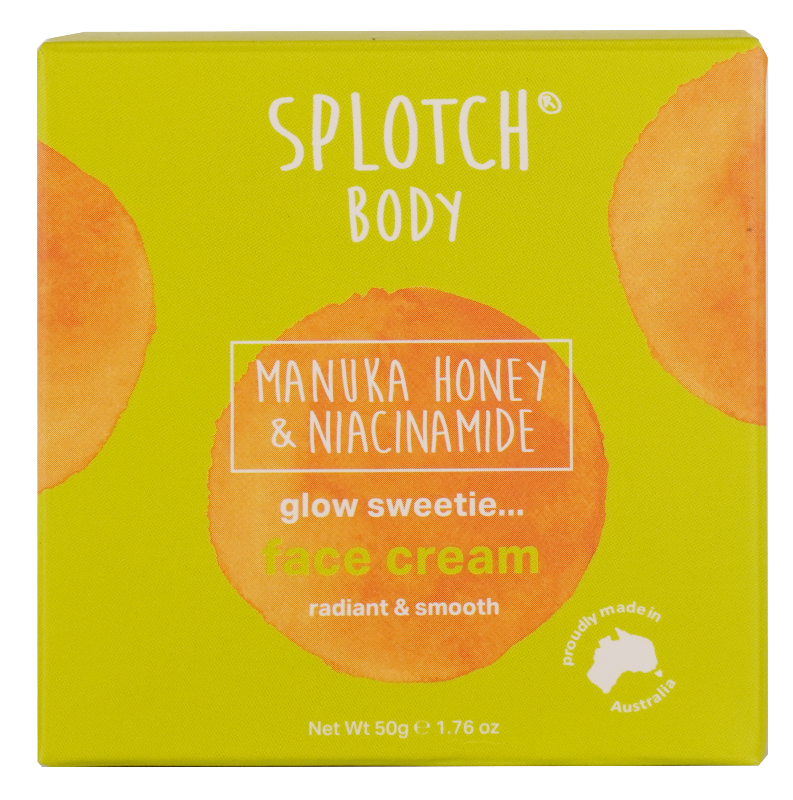 SPLOTCH®
BODY
MANUKA HONEY
& NIACINAMIDE
glow sweetie...
face cream
radiant & smooth
proudly made in
Australia
Net Wt 50g ℮ 1.76 oz